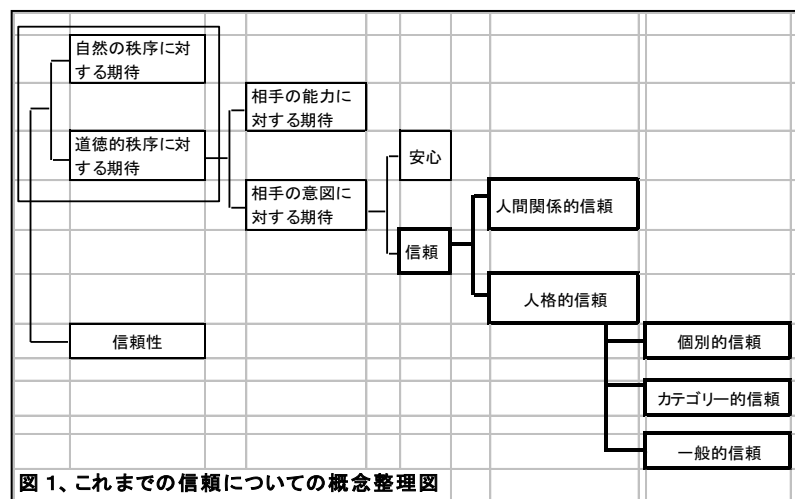 自然の秩序に対
する期待
相手の能力に
対する期待
道徳的秩序に対
する期待
安心
相手の意図に
対する期待
人間関係的信頼
信頼
人格的信頼
信頼性
個別的信頼
カテゴリー的信頼
一般的信頼
図 1、これまでの信頼についての概念整理図